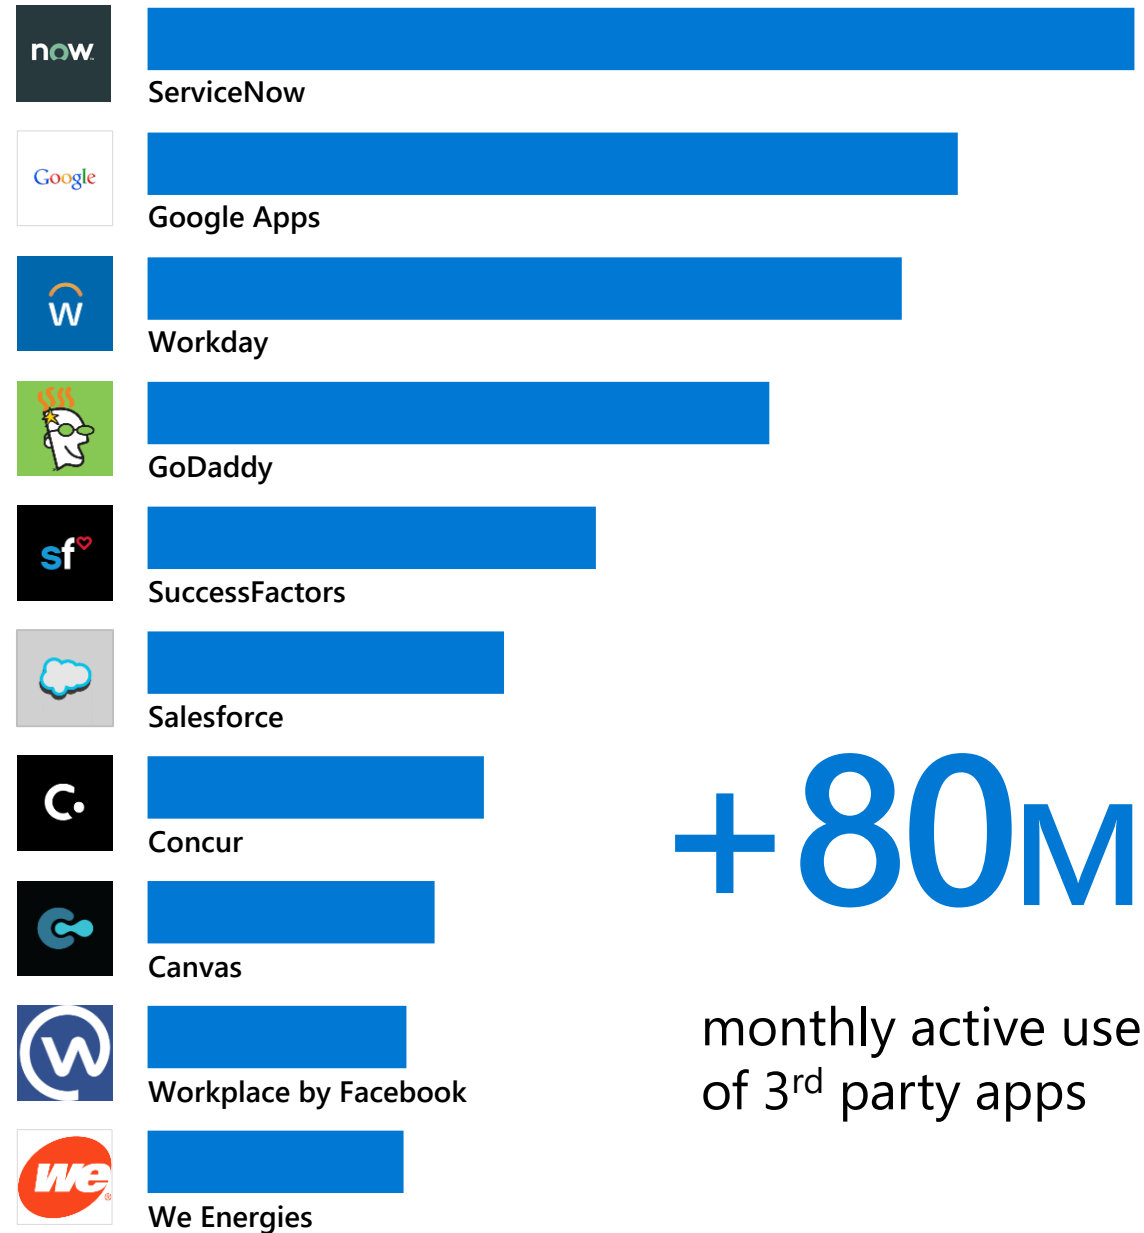 now.
ServiceNow
Google
Google Apps
w
Workday
GoDaddy
sf
SuccessFactors
Salesforce
C.
Concur
Canvas
W
Workplace by Facebook
we®
We Energies
+80M
monthly active use
of 3rd party apps